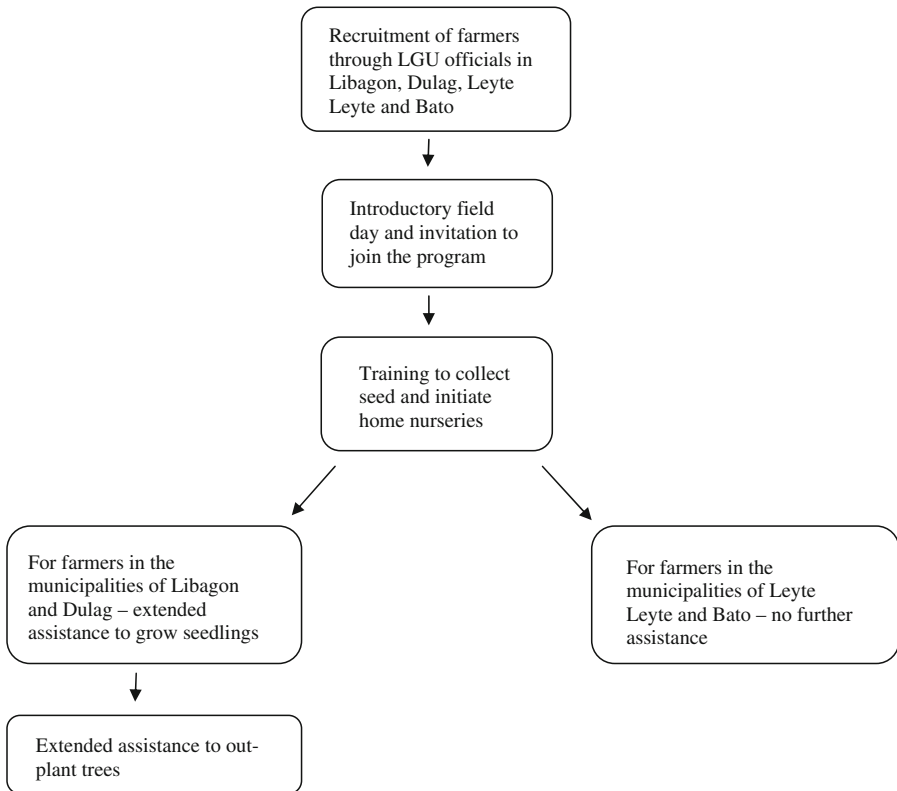 Recruitment of farmers
through LGU officials in
Libagon, Dulag, Leyte
Leyte and Bato
Introductory field
day and invitation to
join the program
Training to collect
seed and initiate
home nurseries
For farmers in the
municipalities of Libagon
and Dulag – extended
assistance to grow seedlings
For farmers in the
municipalities of Leyte
Leyte and Bato – no further
assistance
Extended assistance to out-
plant trees